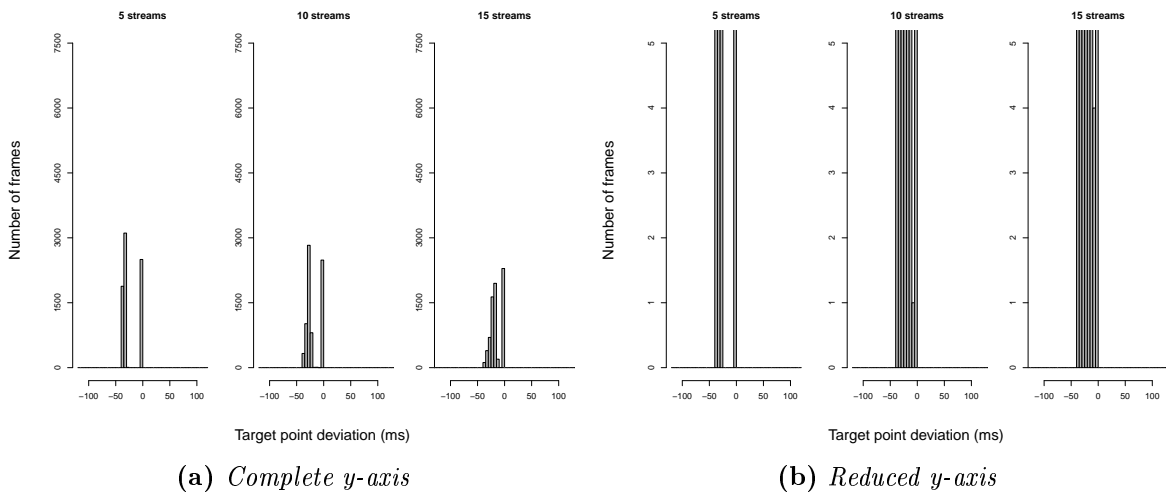 5 streams
10 streams
15 streams
Number of frames
0
1500
3000
4500
6000
7500
0
1500
3000
4500
6000
7500
0
1500
3000
4500
6000
7500
−100 −50 0 50 100
−100 −50 0 50 100
−100 −50 0 50 100
Target point deviation (ms)
(a) Complete y-axis
5 streams
10 streams
15 streams
Number of frames
0
1
2
3
4
5
0
1
2
3
4
5
0
1
2
3
4
5
−100 −50 0 50 100
−100 −50 0 50 100
−100 −50 0 50 100
Target point deviation (ms)
(b) Reduced y-axis